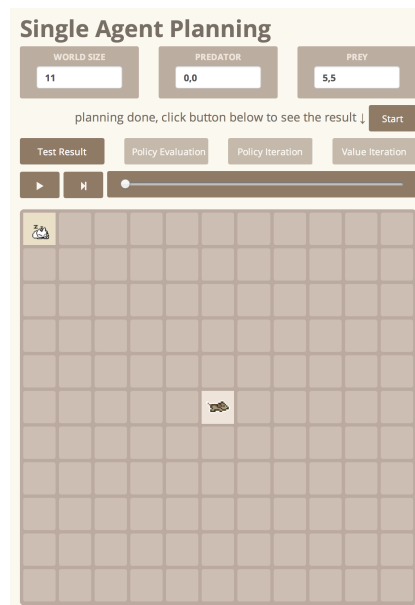 Single Agent Planning
WORLD SIZE PREDATOR PREY
11 0,0 5,5
planning done, click button below to see the result ↓ Start
Test Result Policy Evaluation Policy Iteration Value Iteration